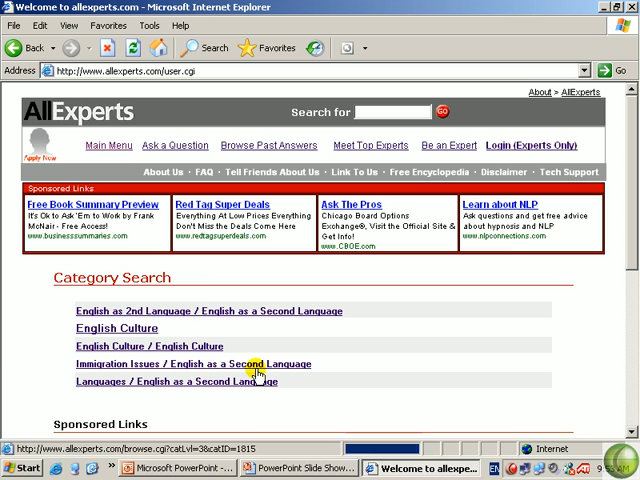 Welcome to allexperts.com - Microsoft Internet Explorer
File Edit View Favorites Tools Help
Back Search Favorites
Address http://www.allexperts.com/user.cgi Go
About > AllExperts
AllExperts Search for GO
Apply Now Main Menu Ask a Question Browse Past Answers Meet Top Experts Be an Expert Login (Experts Only)
About Us · FAQ · Tell Friends About Us · Link To Us · Free Encyclopedia · Disclaimer · Tech Support
Sponsored Links
Free Book Summary Preview
It's Ok to Ask 'Em to Work by Frank
McNair - Free Access!
www.businesssummaries.com
Red Tag Super Deals
Everything At Low Prices Everything
Don't Miss the Deals Come Here
www.redtagsuperdeals.com
Ask The Pros
Chicago Board Options
Exchange®, Visit the Official Site &
Get Info!
www.CBOE.com
Learn about NLP
Ask questions and get free advice
about hypnosis and NLP
www.nlpconnections.com
Category Search
English as 2nd Language / English as a Second Language
English Culture
English Culture / English Culture
Immigration Issues / English as a Second Language
Languages / English as a Second Language
Sponsored Links
http://www.allexperts.com/browse.cgi?catLvl=3&catID=1815 Internet
Start Microsoft PowerPoint -... PowerPoint Slide Show... Welcome to allexpe... EN